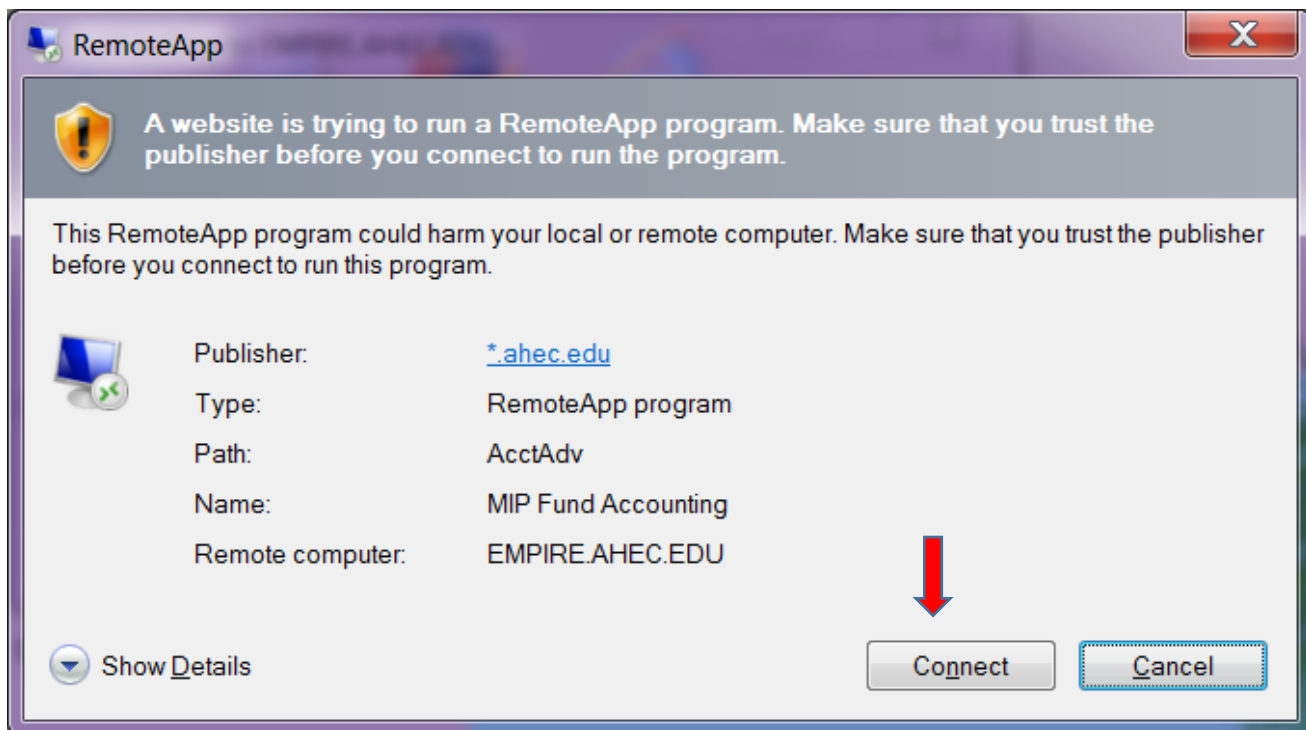 RemoteApp
X
A website is trying to run a RemoteApp program. Make sure that you trust the
publisher before you connect to run the program.
This RemoteApp program could harm your local or remote computer. Make sure that you trust the publisher
before you connect to run this program.
Publisher: *.ahec.edu
Type: RemoteApp program
Path: AcctAdv
Name: MIP Fund Accounting
Remote computer: EMPIRE.AHEC.EDU
Show Details Connect Cancel